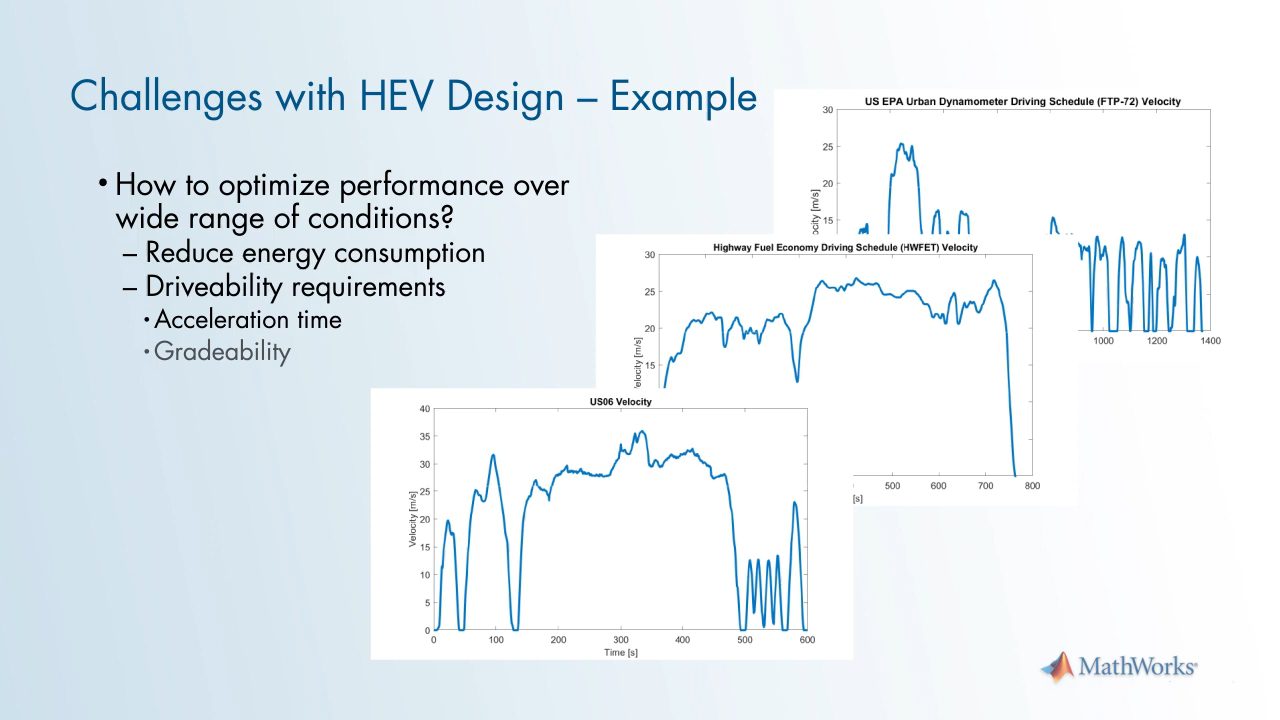 Challenges with HEV Design – Example
• How to optimize performance over
wide range of conditions?
– Reduce energy consumption
– Driveability requirements
• Acceleration time
• Gradeability
US EPA Urban Dynamometer Driving Schedule (FTP-72) Velocity
30
25
20
15
ocity [m/s]
1000 1200 1400
Highway Fuel Economy Driving Schedule (HWFET) Velocity
30
25
20
15
Velocity [m/s]
500 600 700 800
[s]
US06 Velocity
40
35
30
25
20
15
10
5
0
Velocity [m/s]
0 100 200 300 400 500 600
Time [s]
MathWorks®